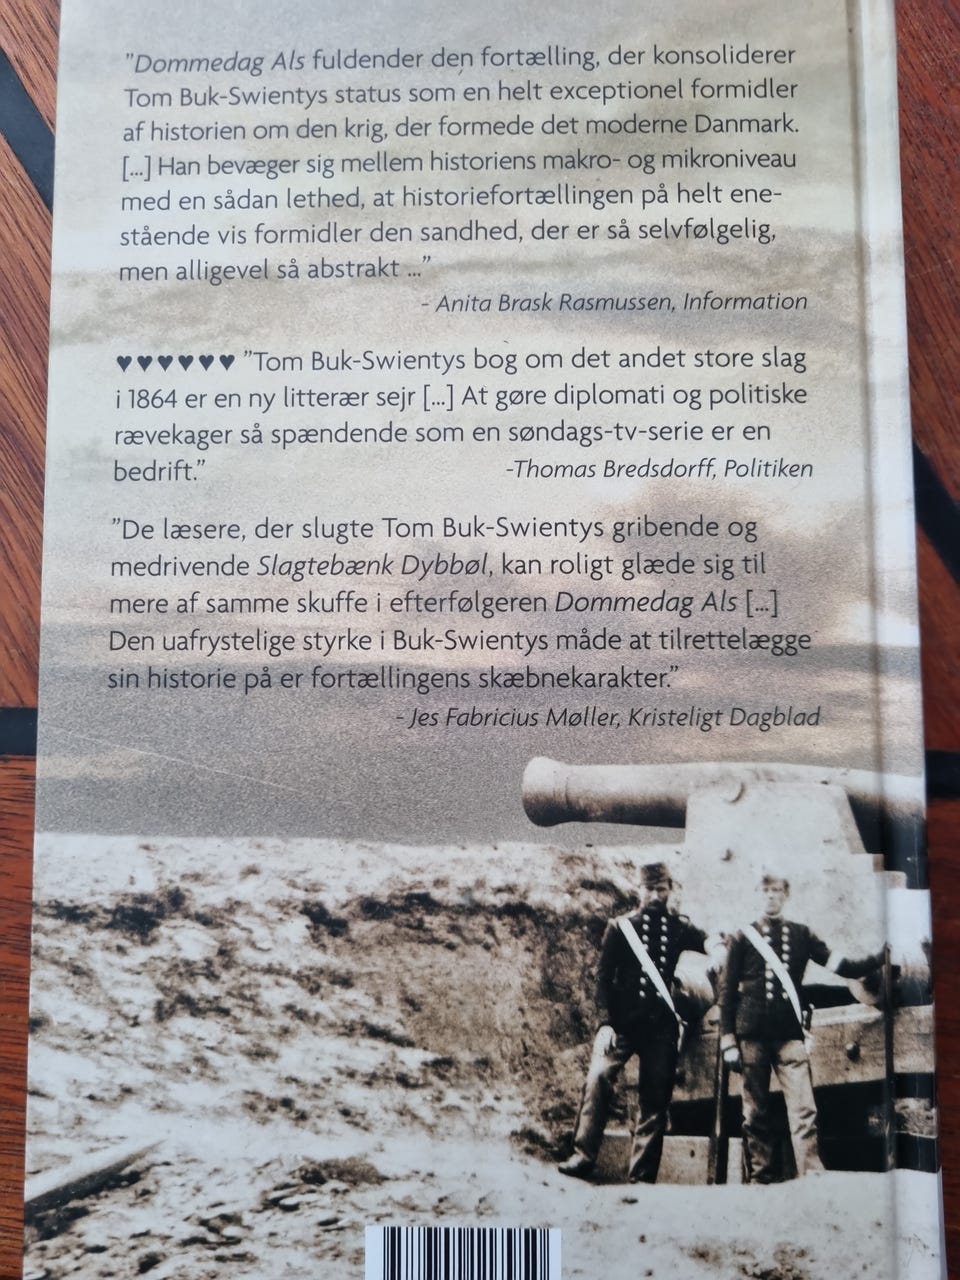 "Dommedag Als fuldender den fortælling, der konsoliderer
Tom Buk-Swientys status som en helt exceptionel formidler
af historien om den krig, der formede det moderne Danmark.
[...] Han bevæger sig mellem historiens makro- og mikroniveau
med en sådan lethed, at historiefortællingen på helt ene-
stående vis formidler den sandhed, der er så selvfølgelig,
men alligevel så abstrakt ..."
- Anita Brask Rasmussen, Information
♥♥♥♥♥♥ "Tom Buk-Swientys bog om det andet store slag
i 1864 er en ny litterær sejr [...] At gøre diplomati og politiske
rævekager så spændende som en søndags-tv-serie er en
bedrift." -Thomas Bredsdorff, Politiken
"De læsere, der slugte Tom Buk-Swientys gribende og
medrivende Slagtebænk Dybbøl, kan roligt glæde sig til
mere af samme skuffe i efterfølgeren Dommedag Als [...]
Den uafrystelige styrke i Buk-Swientys måde at tilrettelægge
sin historie på er fortællingens skæbnekarakter."
- Jes Fabricius Møller, Kristeligt Dagblad